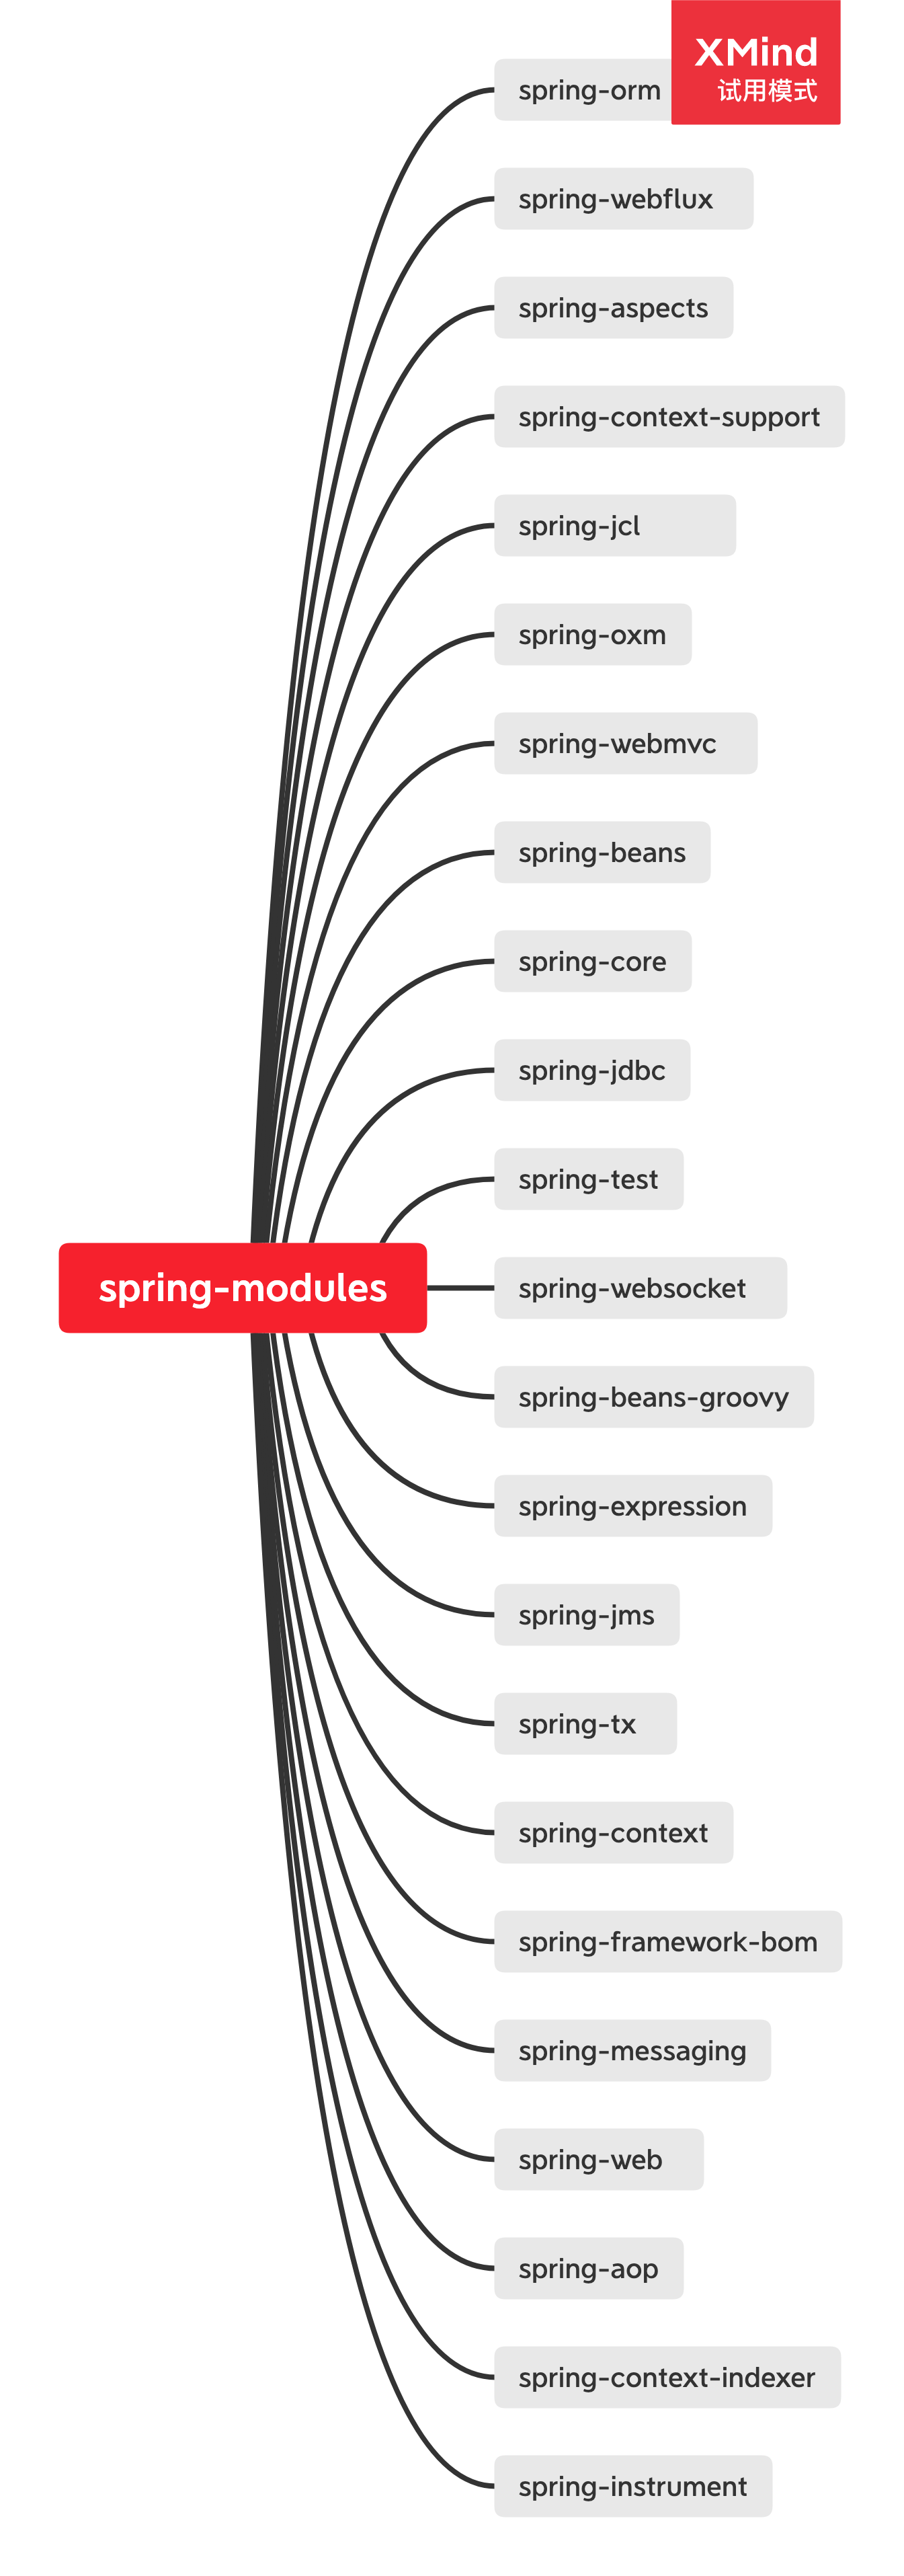 XMind
试用模式
spring-orm
spring-webflux
spring-aspects
spring-context-support
spring-jcl
spring-oxm
spring-webmvc
spring-beans
spring-core
spring-jdbc
spring-test
spring-modules
spring-websocket
spring-beans-groovy
spring-expression
spring-jms
spring-tx
spring-context
spring-framework-bom
spring-messaging
spring-web
spring-aop
spring-context-indexer
spring-instrument